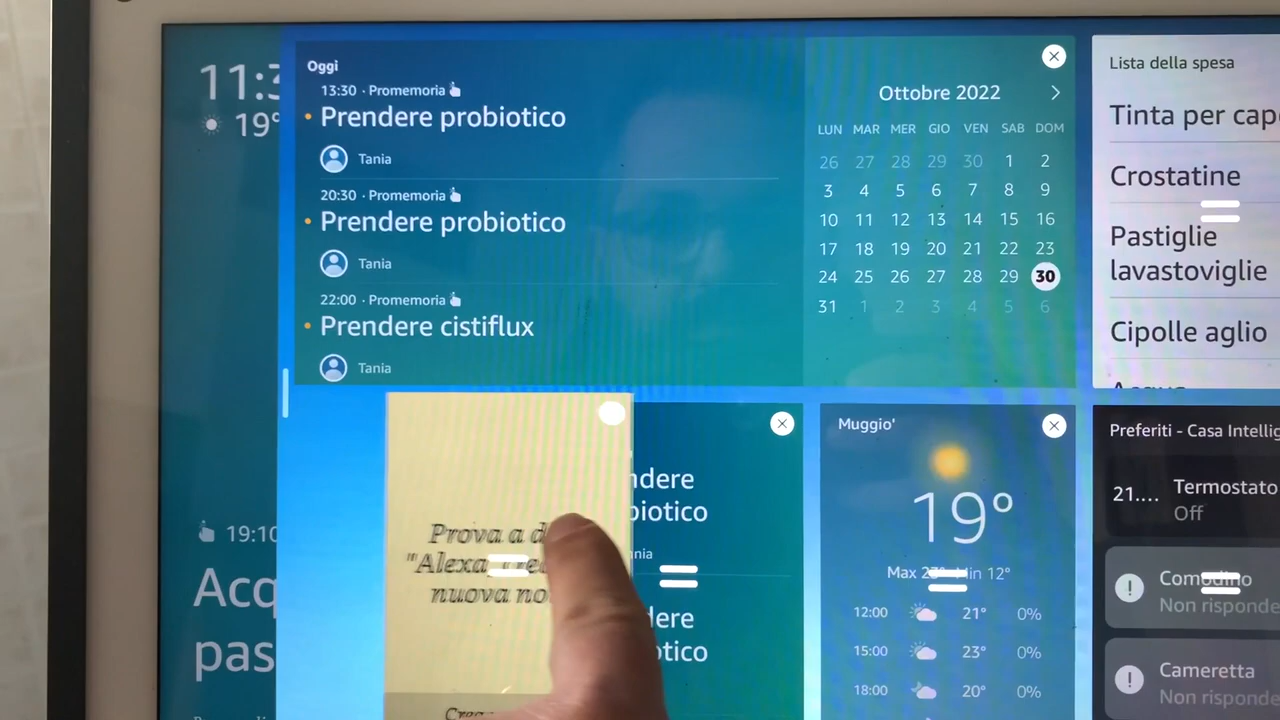 19°
Oggi
13:30 · Promemoria
Prendere probiotico
Tania
20:30 · Promemoria
Prendere probiotico
Tania
22:00 · Promemoria
Prendere cistiflux
Tania
Ottobre 2022
LUN MAR MER GIO VEN SAB DOM
26 27 28 29 30 1 2
3 4 5 6 7 8 9
10 11 12 13 14 15 16
17 18 19 20 21 22 23
24 25 26 27 28 29 30
31 1 2 3 4 5 6
Lista della spesa
Tinta per cap
Crostatine
Pastiglie
lavastoviglie
Cipolle aglio
19:10
Acq
pas
Prova a d
"Alexa,
nuova no
ndere
biotico
nia
dere
otico
Muggio'
19°
Max 23° Min 12°
12:00 21° 0%
15:00 23° 0%
18:00 20° 0%
Preferiti - Casa Intellig
21.... Termostato
Off
Comodino
Non risponde
Cameretta
Non risponde